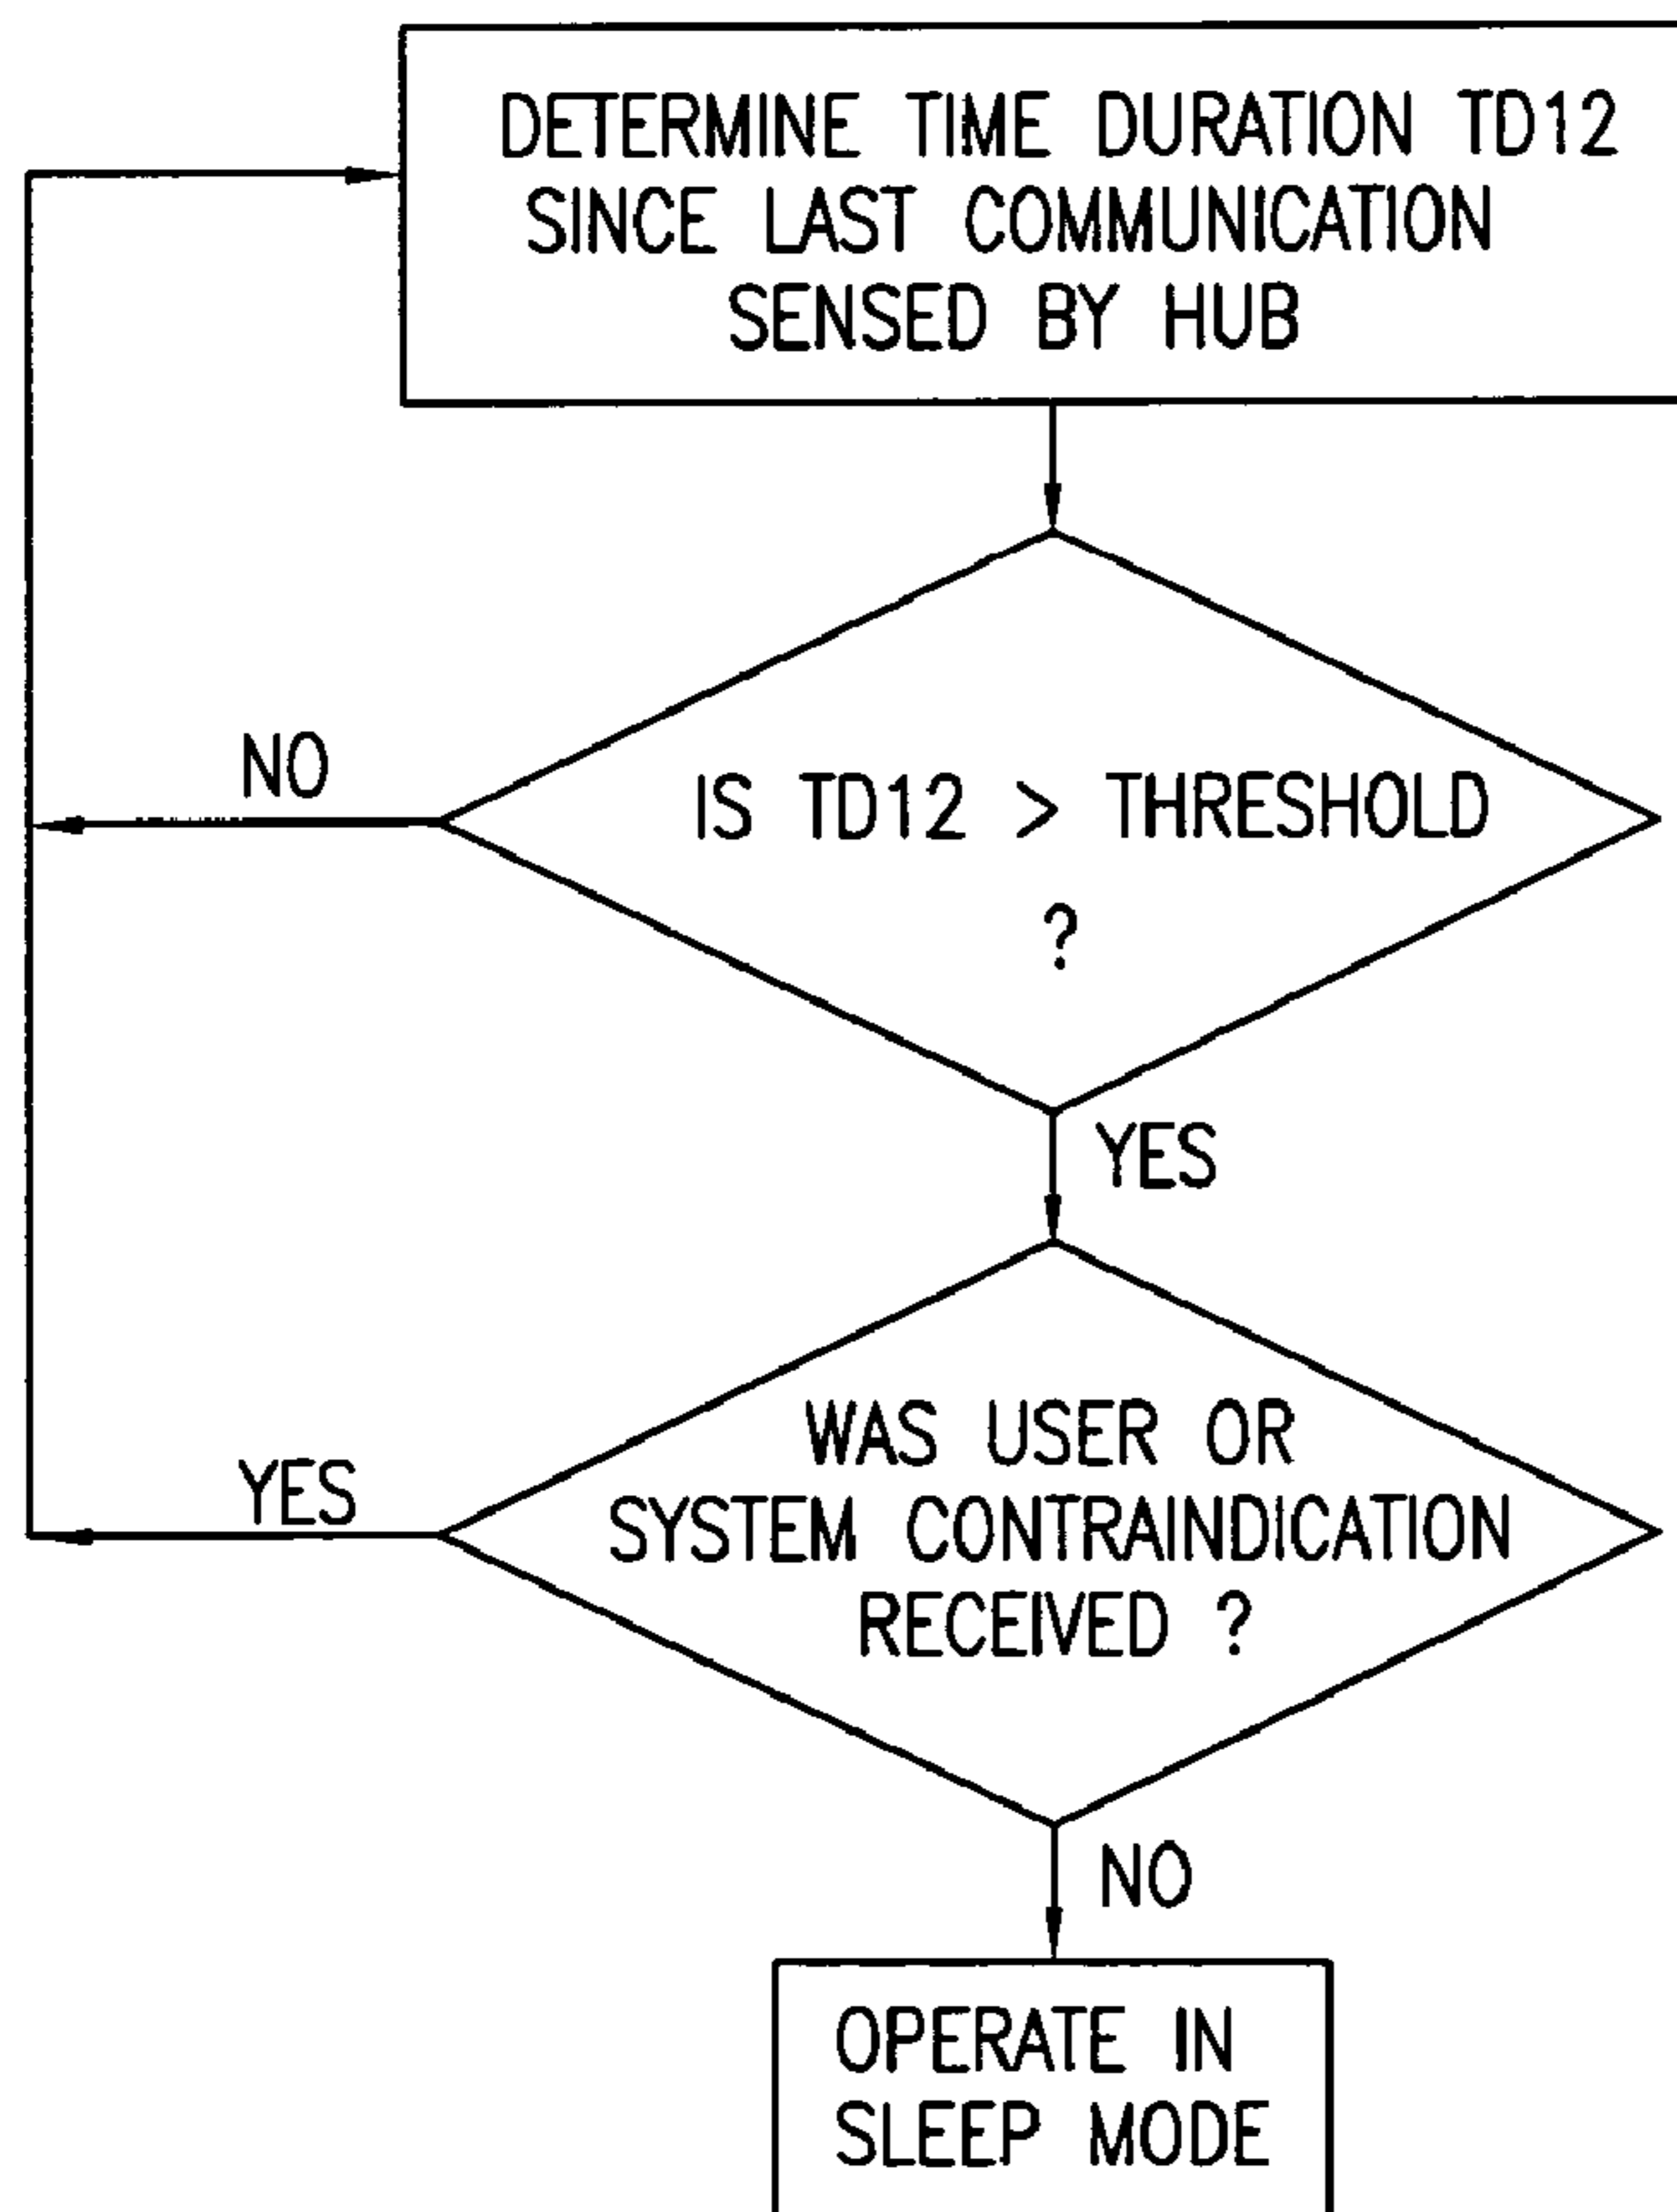 DETERMINE TIME DURATION TD12
SINCE LAST COMMUNICATION
SENSED BY HUB
NO
IS TD12 > THRESHOLD
?
YES
WAS USER OR
YES
SYSTEM CONTRAINDICATION
RECEIVED ?
NO
OPERATE IN
SLEEP MODE